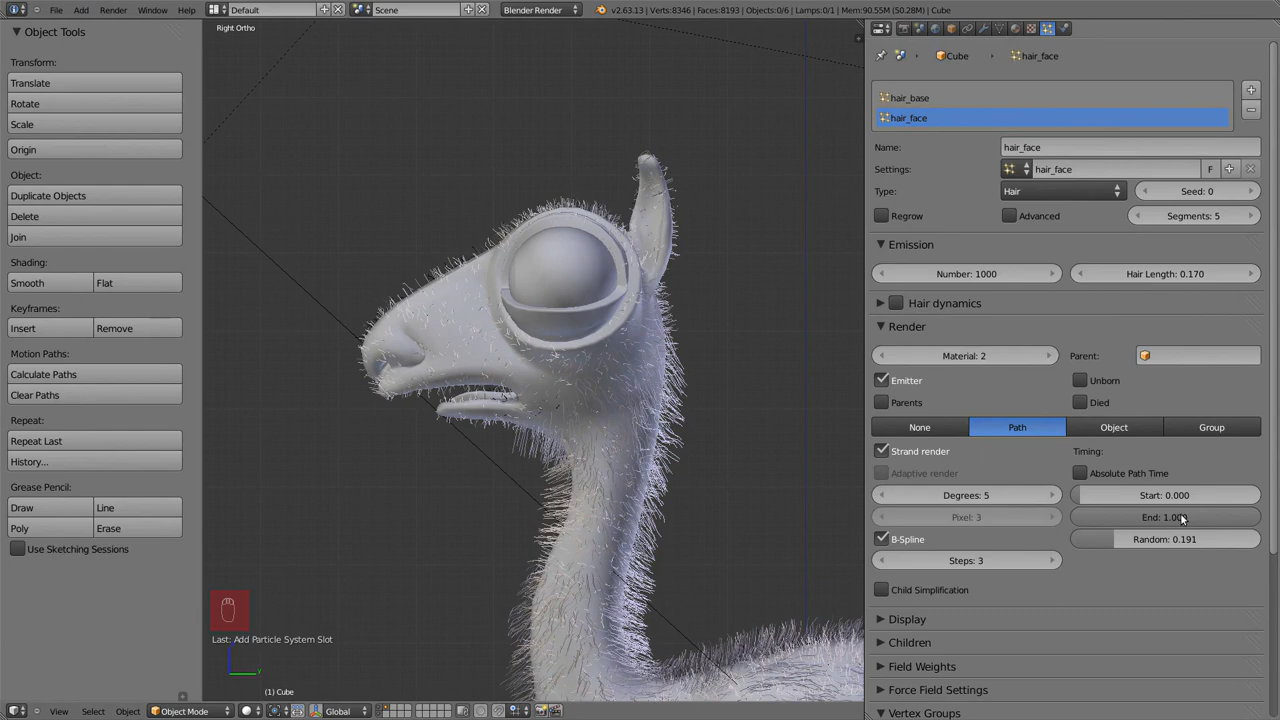 File Add Render Window Help Default Scene Blender Render v2.63.13 | Verts:8346 | Faces:8193 | Objects:0/6 | Lamps:0/1 | Mem:90.55M (50.28M) | Cube
Object Tools
Transform:
Translate
Rotate
Scale
Origin
Object:
Duplicate Objects
Delete
Join
Shading:
Smooth Flat
Keyframes:
Insert Remove
Motion Paths:
Calculate Paths
Clear Paths
Repeat:
Repeat Last
History...
Grease Pencil:
Draw Line
Poly Erase
Use Sketching Sessions
Right Ortho
Last: Add Particle System Slot
(1) Cube
View Select Object Object Mode Global
Cube hair_face
hair_base
hair_face
Name: hair_face
Settings: hair_face F
Type: Hair Seed: 0
Regrow Advanced Segments: 5
Emission
Number: 1000 Hair Length: 0.170
Hair dynamics
Render
Material: 2 Parent:
Emitter Unborn
Parents Died
None Path Object Group
Strand render Timing:
Adaptive render Absolute Path Time
Degrees: 5 Start: 0.000
Pixel: 3 End: 1.000
B-Spline Random: 0.191
Steps: 3
Child Simplification
Display
Children
Field Weights
Force Field Settings
Vertex Groups